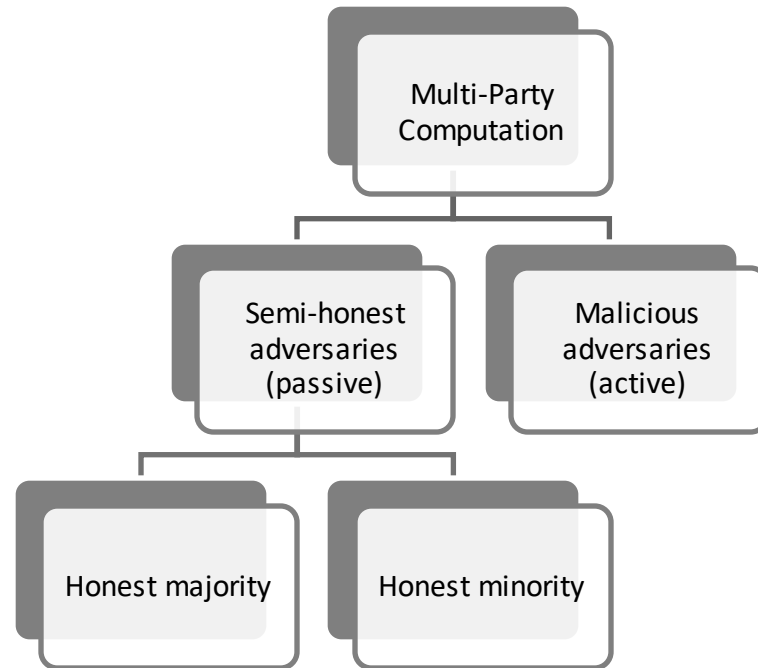 Multi-Party
Computation
Semi-honest
adversaries
(passive)
Malicious
adversaries
(active)
Honest majority
Honest minority